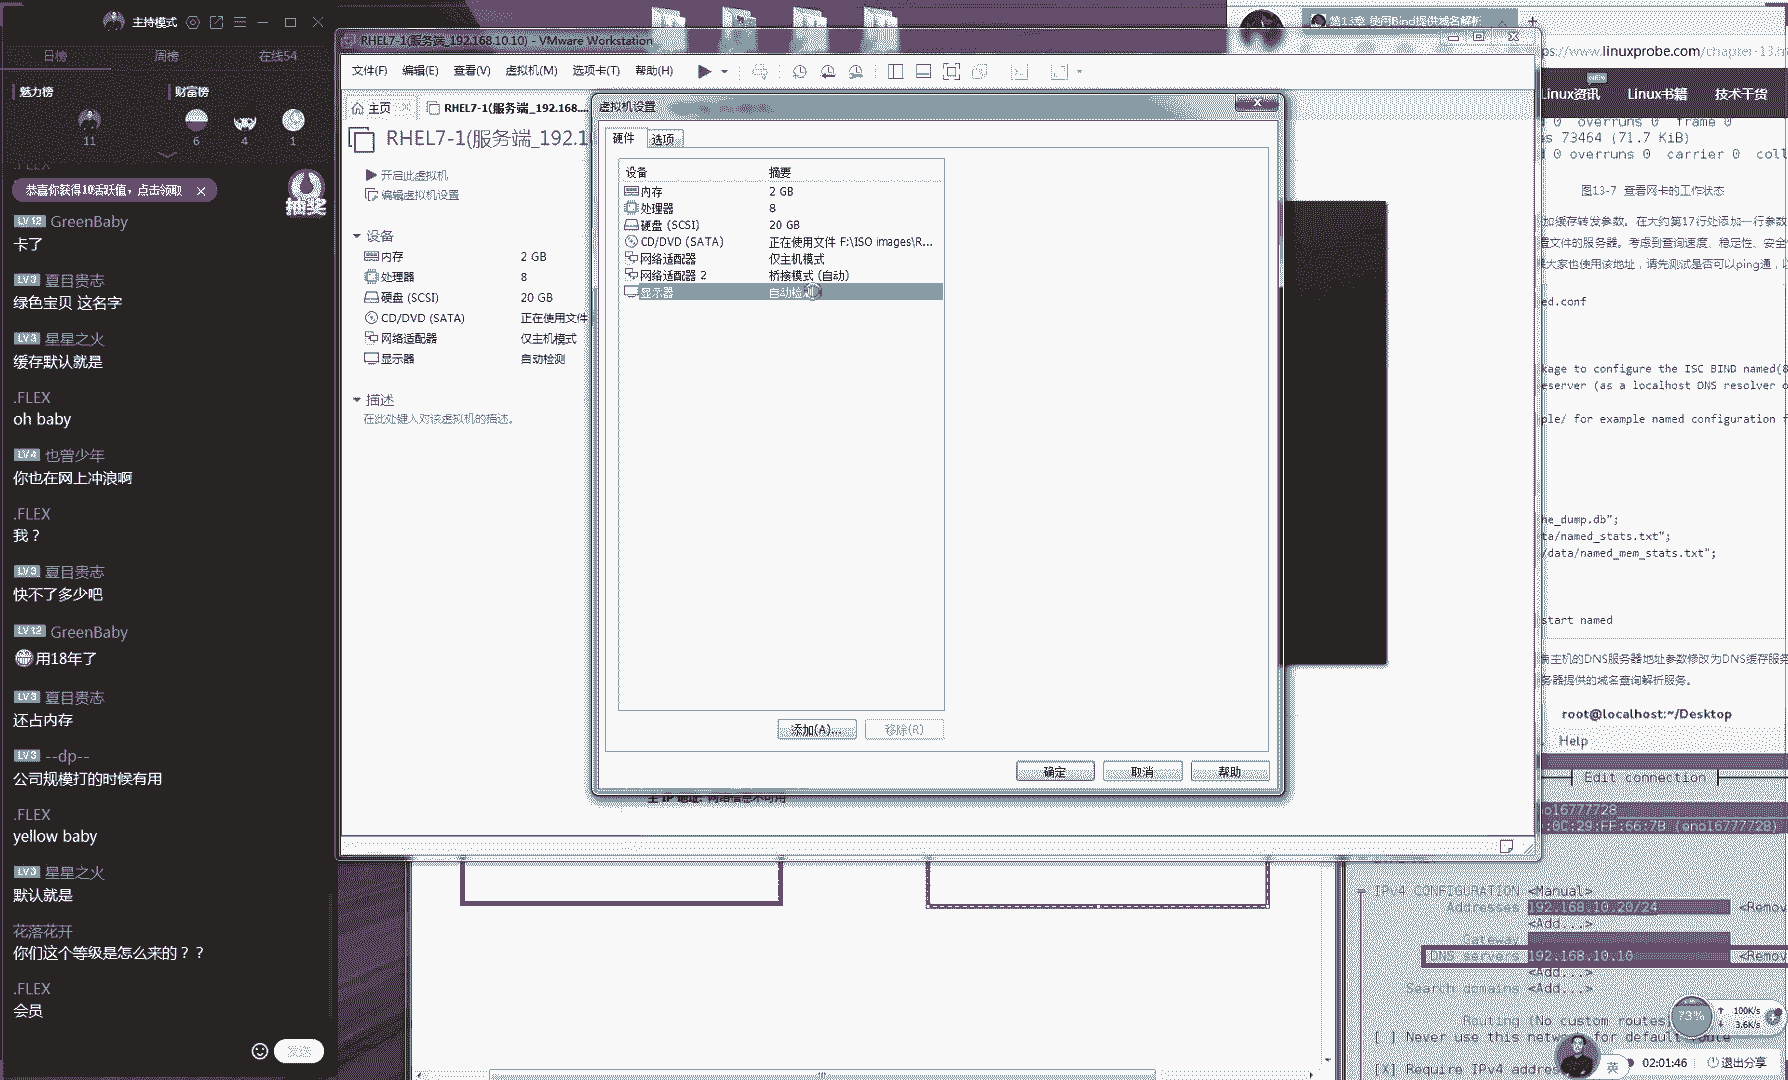 主持模式
日榜
周榜
在线54
魅力榜
财富榜
11
6
4
1
.FLEX
恭喜你获得10活跃值，点击领取
抽奖
LV12 GreenBaby
卡了
LV3 夏目贵志
绿色宝贝 这名字
LV3 星星之火
缓存默认就是
.FLEX
oh baby
LV4 也曾少年
你也在网上冲浪啊
.FLEX
我？
LV3 夏目贵志
快不了多少吧
LV12 GreenBaby
用18年了
LV3 夏目贵志
还占内存
LV3 --dp--
公司规模打的时候有用
.FLEX
yellow baby
LV3 星星之火
默认就是
花落花开
你们这个等级是怎么来的？？
.FLEX
会员
发送
RHEL7-1(服务端_192.168.10.10) - VMware Workstation
文件(F) 编辑(E) 查看(V) 虚拟机(M) 选项卡(T) 帮助(H)
主页
RHEL7-1(服务端_192.168....
RHEL7-1(服务端_192.1
开启此虚拟机
编辑虚拟机设置
设备
内存 2 GB
处理器 8
硬盘 (SCSI) 20 GB
CD/DVD (SATA) 正在使用文件
网络适配器 仅主机模式
显示器 自动检测
描述
在此处键入对该虚拟机的描述。
虚拟机设置
硬件
选项
设备 摘要
内存 2 GB
处理器 8
硬盘 (SCSI) 20 GB
CD/DVD (SATA) 正在使用文件 F:\ISO images\R...
网络适配器 仅主机模式
网络适配器 2 桥接模式 (自动)
显示器 自动检测
添加(A)...
移除(R)
确定
取消
帮助
第13章 使用Bind提供域名解析
ps://www.linuxprobe.com/chapter-13.h
NEW
Linux资讯
Linux书籍
技术干货
0 overruns 0 frame 0
es 73464 (71.7 KiB)
0 overruns 0 carrier 0 coll
图13-7 查看网卡的工作状态
加缓存转发参数。在大约第17行处添加一行参数
置文件的服务器。考虑到查询速度、稳定性、安全
大家也使用该地址，请先测试是否可以ping通，以
ed.conf
kage to configure the ISC BIND named(8
eserver (as a localhost DNS resolver o
ple/ for example named configuration f
he_dump.db";
ta/named_stats.txt";
/data/named_mem_stats.txt";
start named
主机的DNS服务器地址参数修改为DNS缓存服务
务器提供的域名查询解析服务。
root@localhost:~/Desktop
Help
Edit connection
eno16777728
:0C:29:FF:66:7B (eno16777728)
IPv4 CONFIGURATION <Manual>
Addresses 192.168.10.20/24 <Remov
<Add...>
Gateway
DNS servers 192.168.10.10 <Remov
<Add...>
Search domains <Add...>
Routing (No custom routes)
[ ] Never use this network for default route
[X] Require IPv4 addre
73%
100K/s
3.6K/s
英
02:01:46
退出分享